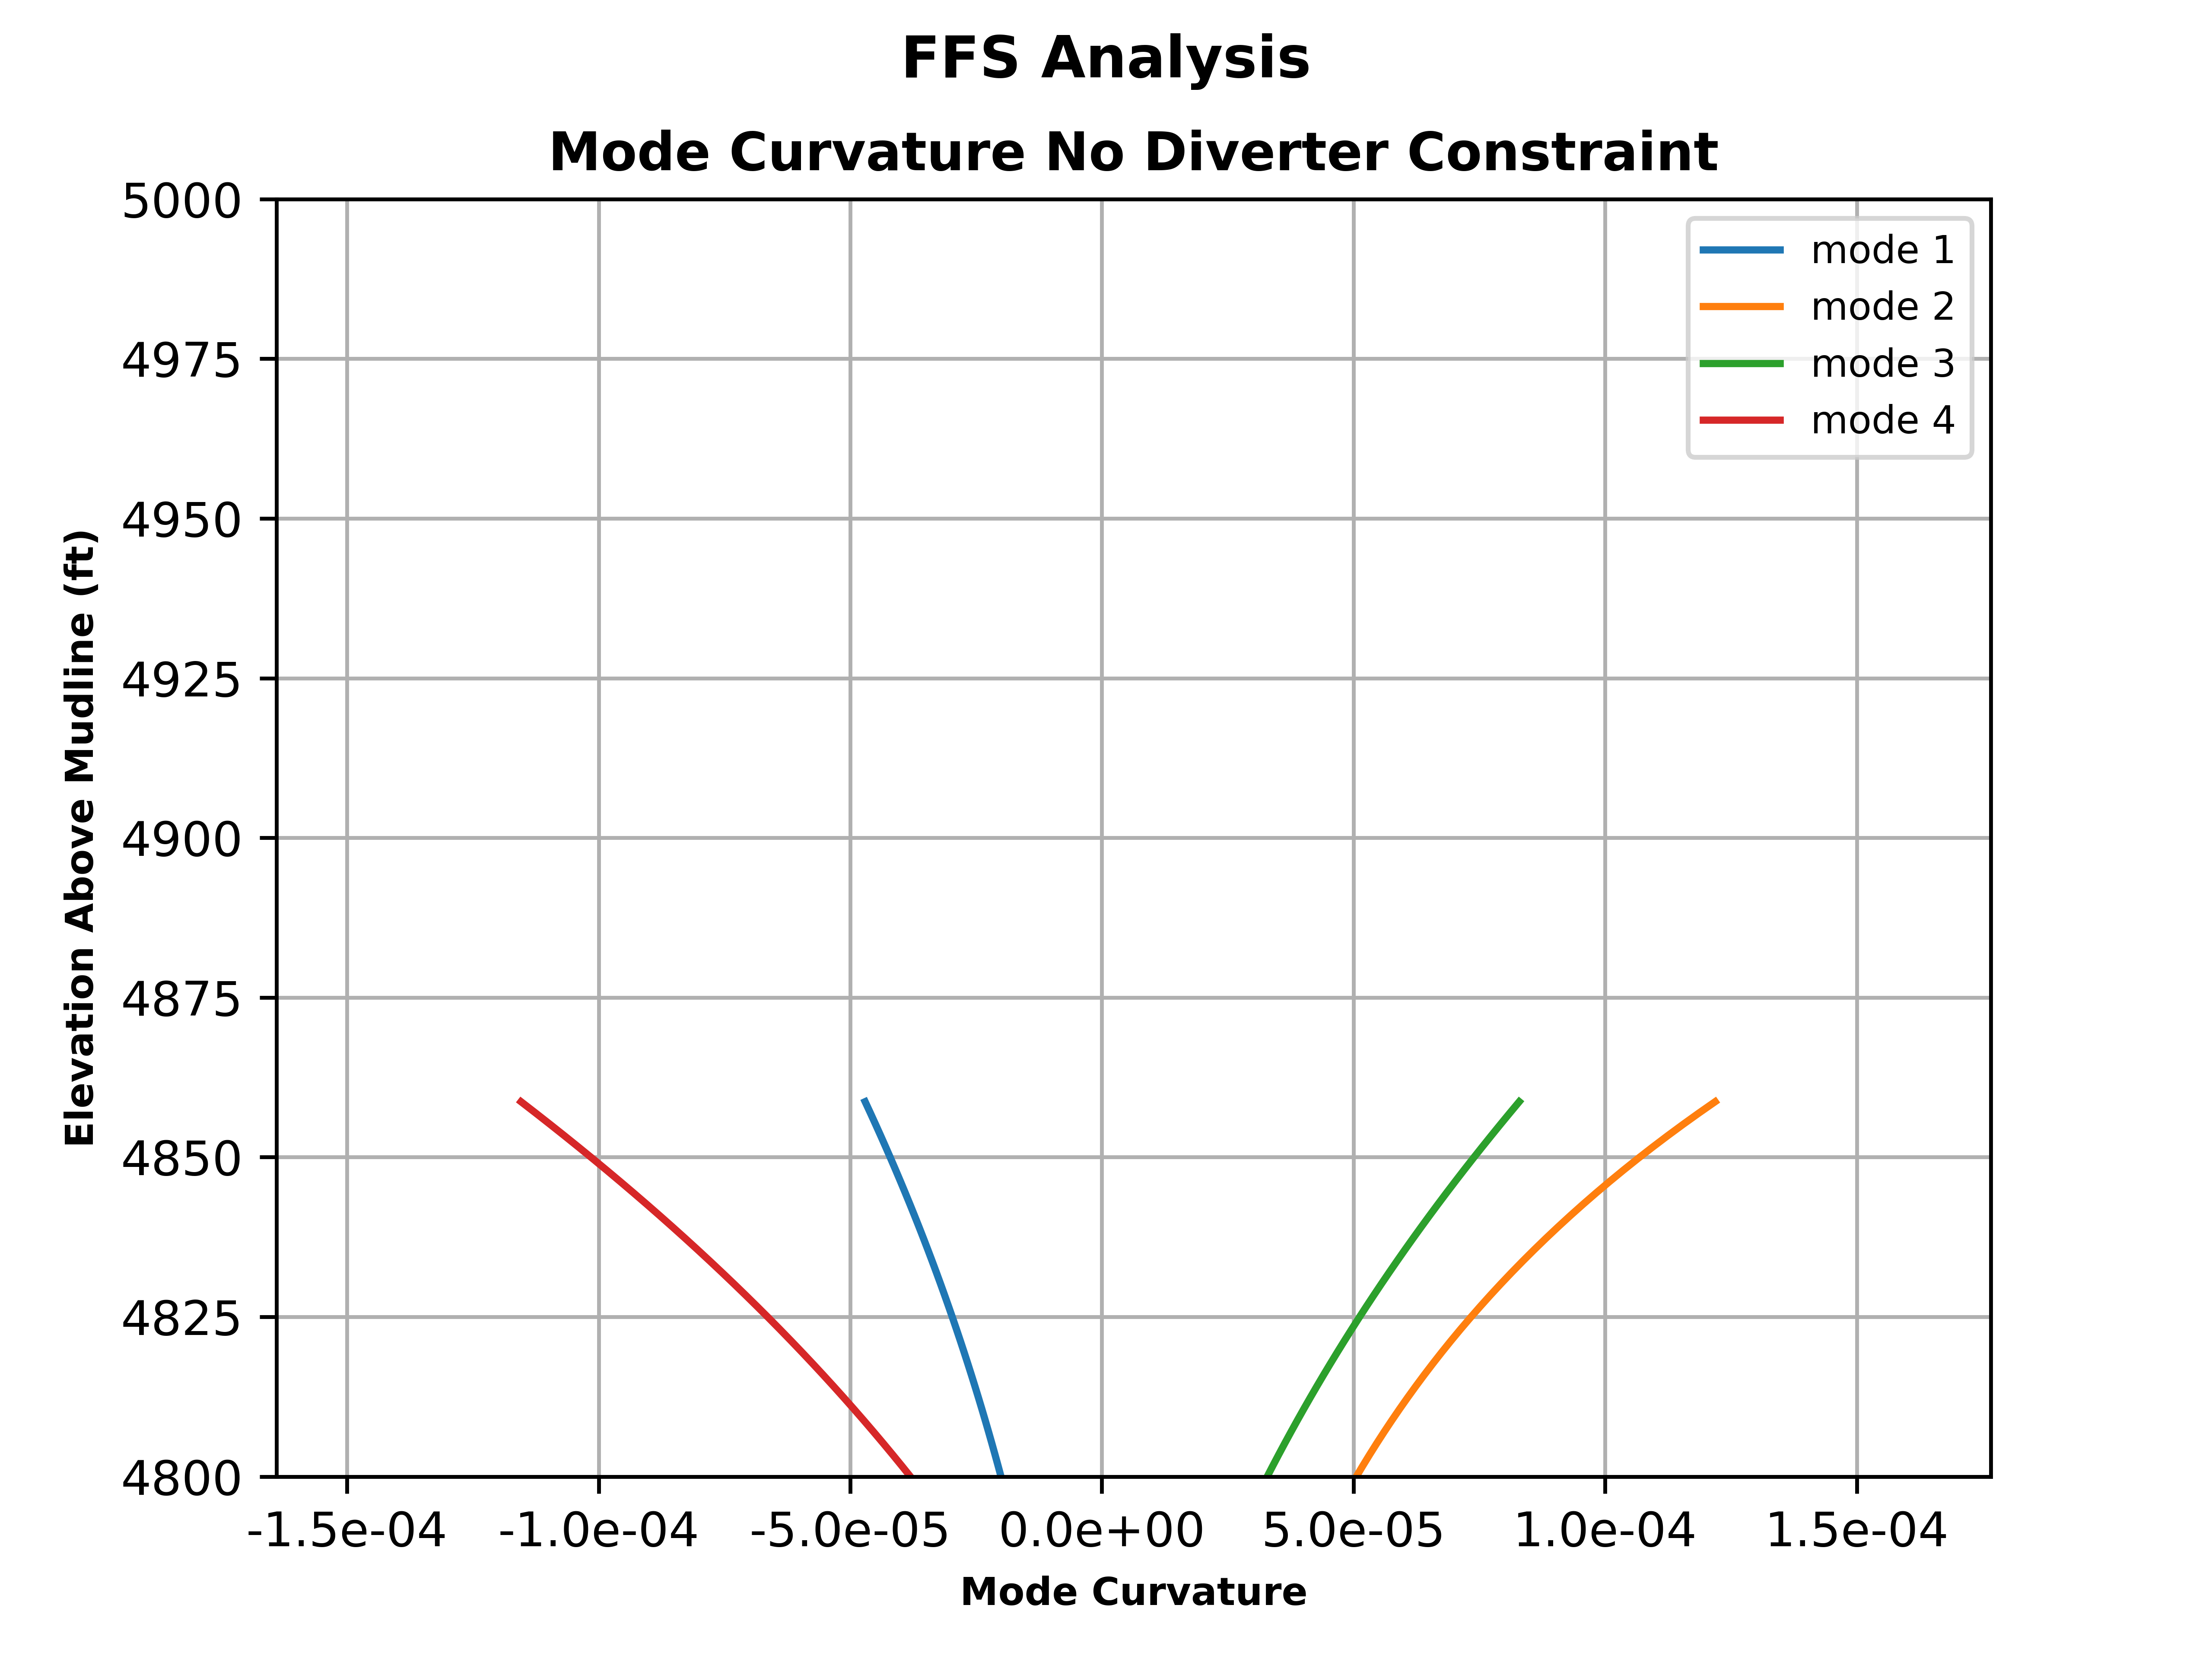 FFS Analysis
Mode Curvature No Diverter Constraint
5000
4975
4950
4925
4900
4875
4850
4825
4800
Elevation Above Mudline (ft)
mode 1
mode 2
mode 3
mode 4
-1.5e-04 -1.0e-04 -5.0e-05 0.0e+00 5.0e-05 1.0e-04 1.5e-04
Mode Curvature